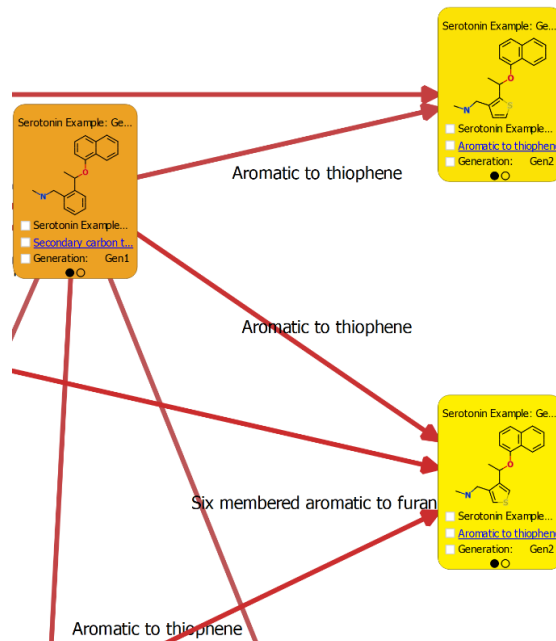 Serotonin Example: Ge...
O
N
S
Serotonin Example...
Aromatic to thiophene
Generation: Gen2
Serotonin Example: Ge...
O
N
Serotonin Example...
Secondary carbon t...
Generation: Gen1
Aromatic to thiophene
Aromatic to thiophene
Serotonin Example: Ge...
O
N
S
Serotonin Example...
Aromatic to thiophene
Generation: Gen2
Six membered aromatic to furan
Aromatic to thiophene